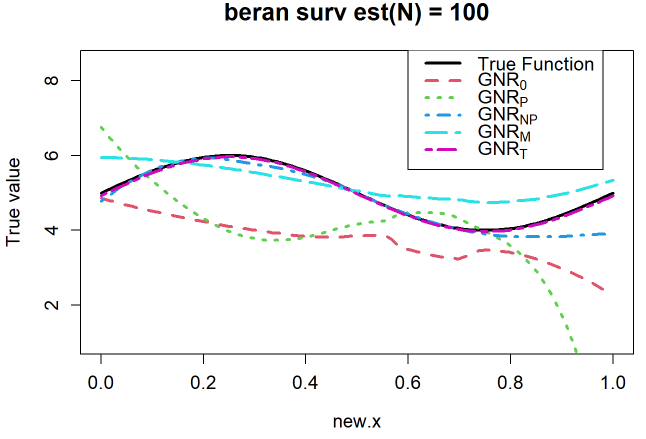 beran surv est(N) = 100
True Function
GNR0
GNRP
GNRNP
GNRM
GNRT
True value
8
6
4
2
0.0 0.2 0.4 0.6 0.8 1.0
new.x